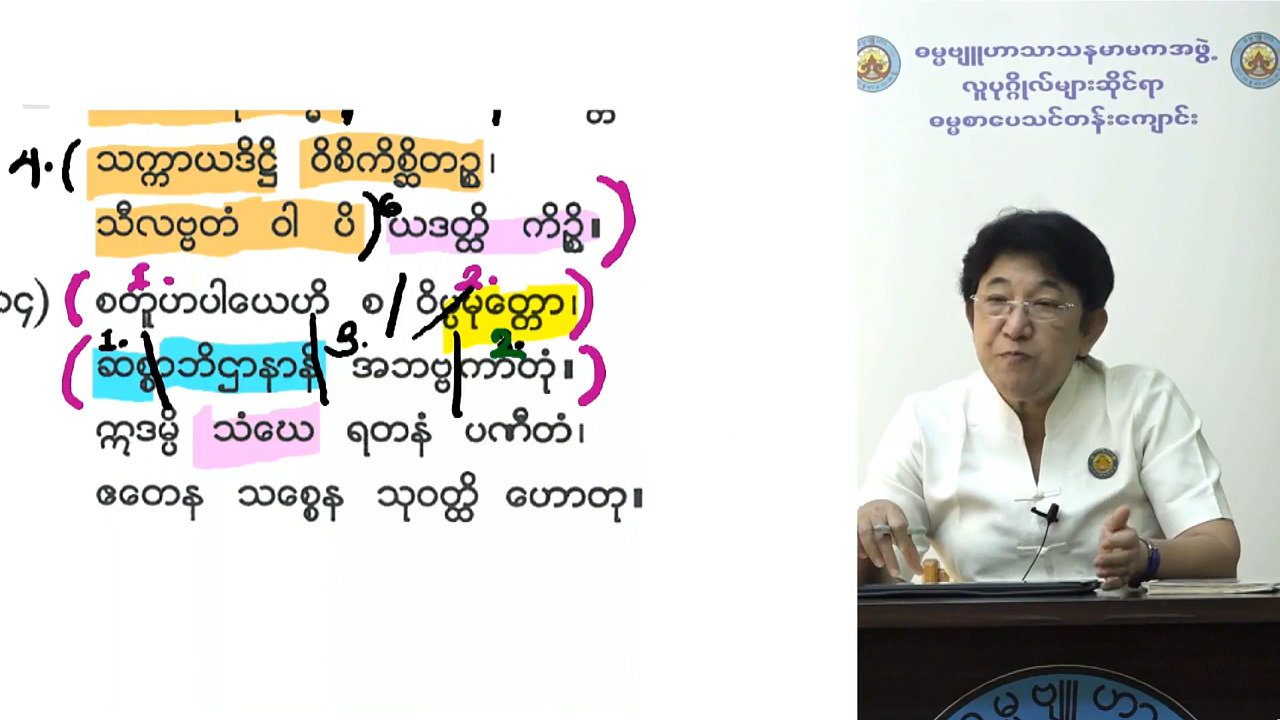 4. ( သက္ကာယဒိဋ္ဌိ ဝိစိကိစ္ဆိတဉ္စ၊
သီလဗ္ဗတံ ဝါ ပိ ) 6 ယဒတ္ထိ ကိဉ္စိ။ )
၁၄) ( စတူဟပါယေဟိ စ / ဝိပ္ပမုတ္တော၊ )
( ဆစ္စာဘိဌာနာနိ အဘဗ္ဗ ကာတုံ။ )
ဣဒမ္ပိ သံဃေ ရတနံ ပဏီတံ၊
ဧတေန သစ္စေန သုဝတ္ထိ ဟောတု။
ဓမ္မဗျူဟာသာသနမာမကအဖွဲ့
လူပုဂ္ဂိုလ်များဆိုင်ရာ
ဓမ္မစာပေသင်တန်းကျောင်း